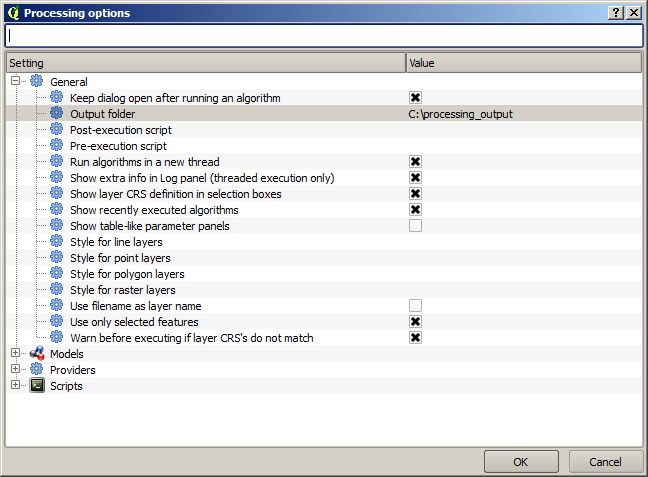 Processing options
Setting Value
General
Keep dialog open after running an algorithm
Output folder C:\processing_output
Post-execution script
Pre-execution script
Run algorithms in a new thread
Show extra info in Log panel (threaded execution only)
Show layer CRS definition in selection boxes
Show recently executed algorithms
Show table-like parameter panels
Style for line layers
Style for point layers
Style for polygon layers
Style for raster layers
Use filename as layer name
Use only selected features
Warn before executing if layer CRS's do not match
Models
Providers
Scripts
OK Cancel